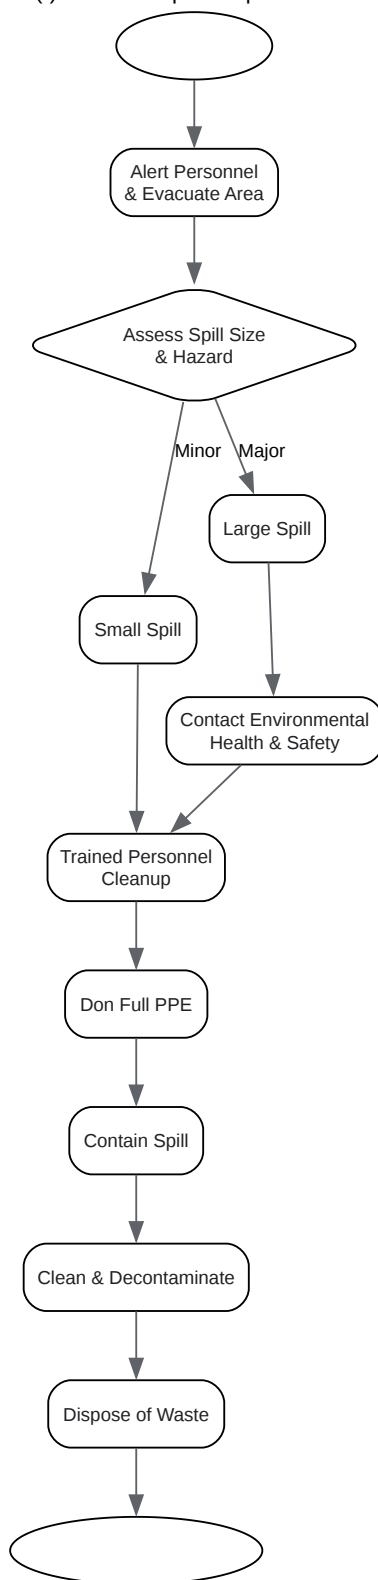 Alert Personnel
& Evacuate Area
Assess Spill Size
& Hazard
Minor
Major
Large Spill
Small Spill
Contact Environmental
Health & Safety
Trained Personnel
Cleanup
Don Full PPE
Contain Spill
Clean & Decontaminate
Dispose of Waste